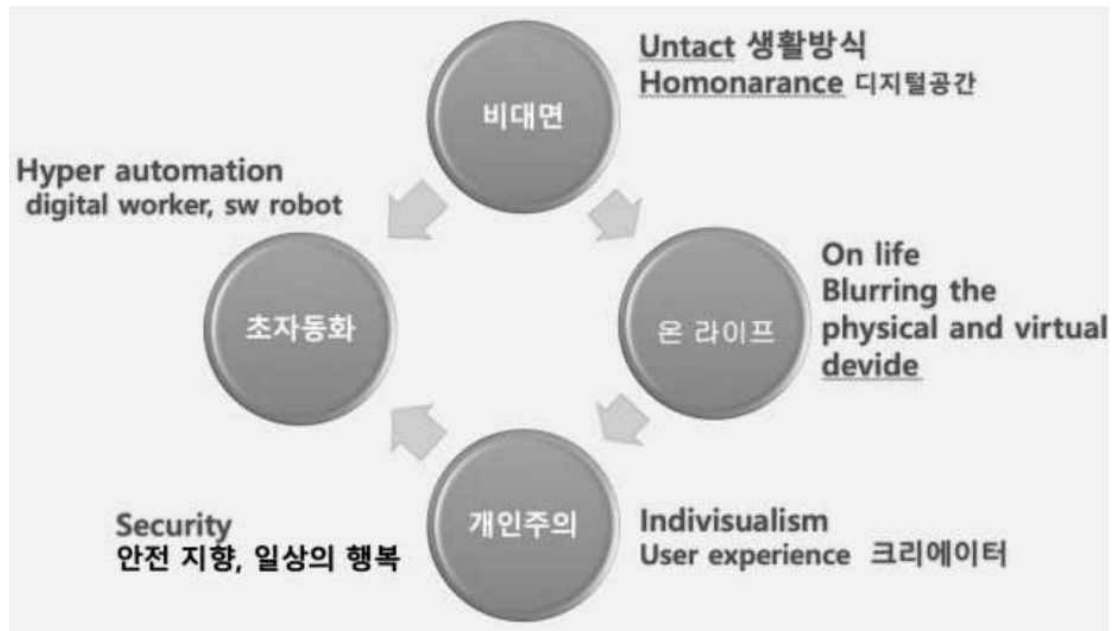 Untact 생활방식
Homonarance 디지털공간
비대면
Hyper automation
digital worker, sw robot
초자동화
온 라이프
On life
Blurring the
physical and virtual
devide
개인주의
Security
안전 지향, 일상의 행복
Indivisualism
User experience 크리에이터